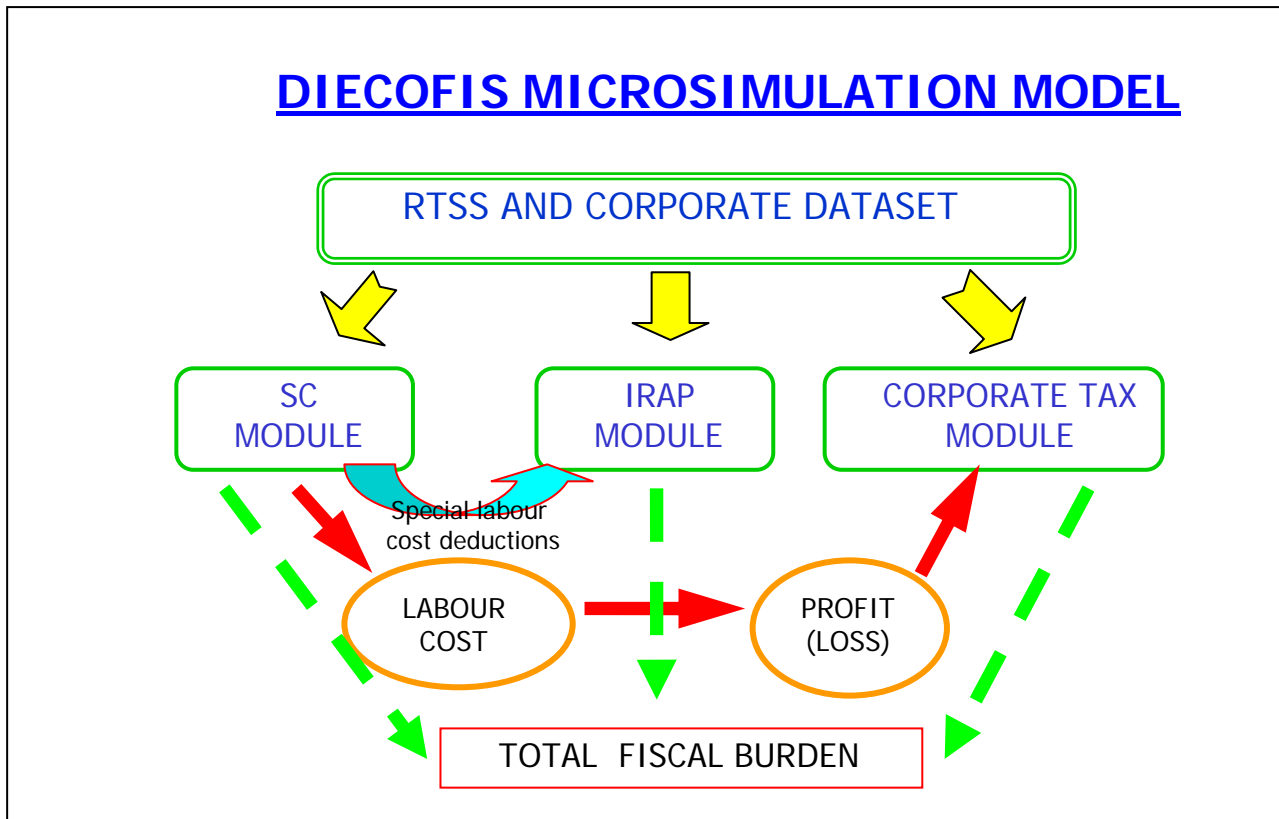 DIECOFIS MICROSIMULATION MODEL
RTSS AND CORPORATE DATASET
SC
MODULE
IRAP
MODULE
CORPORATE TAX
MODULE
Special labour
cost deductions
LABOUR
COST
PROFIT
(LOSS)
TOTAL FISCAL BURDEN